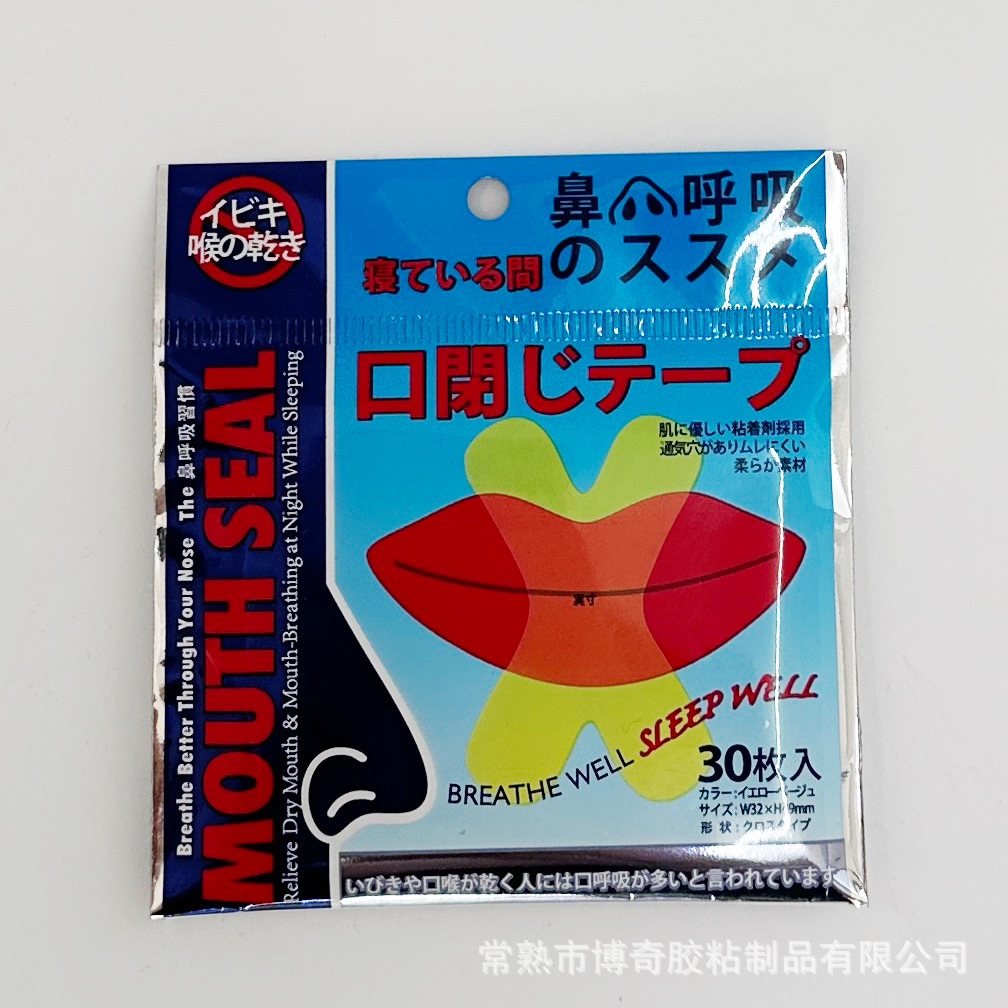 イビキ
喉の乾き
鼻呼吸
のススメ
寝ている間
口閉じテープ
肌に優しい粘着剤採用
通気穴がありムレにくい
柔らか素材
Breathe Better Through Your Nose The 鼻呼吸習慣
MOUTH SEAL
Relieve Dry Mouth & Mouth-Breathing at Night While Sleeping
実寸
BREATHE WELL SLEEP WELL
30枚入
カラー:イエローベージュ
サイズ:W32×H49mm
形 状:クロスタイプ
いびきや口喉が乾く人には口呼吸が多いと言われています
常熟市博奇胶粘制品有限公司